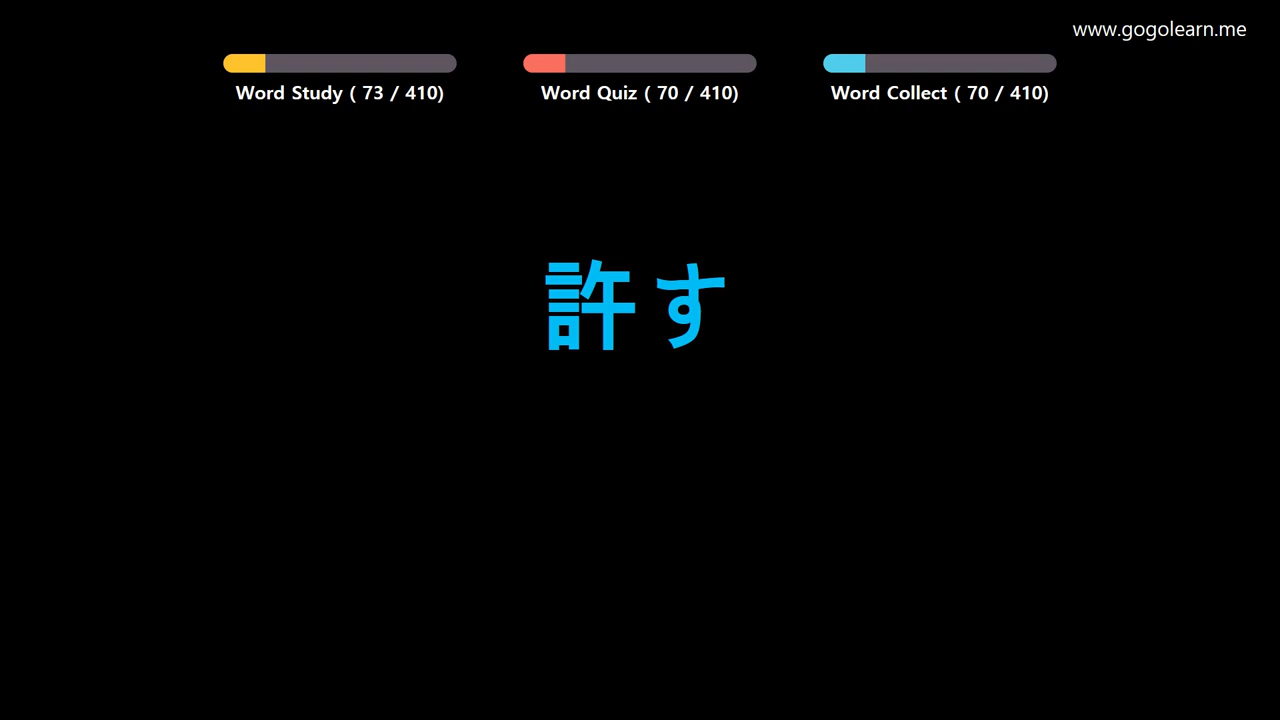 www.gogolearn.me
Word Study ( 73 / 410)
Word Quiz ( 70 / 410)
Word Collect ( 70 / 410)
許す